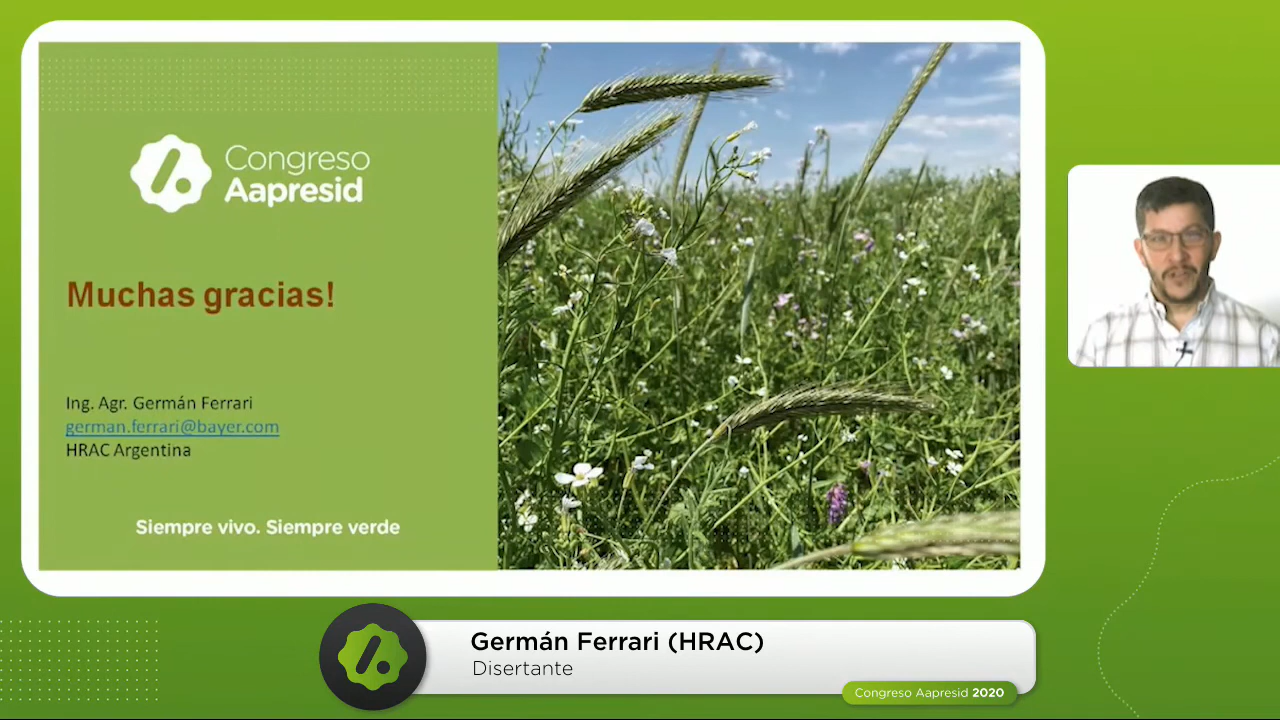 Congreso
Aapresid
Muchas gracias!
Ing. Agr. Germán Ferrari
german.ferrari@bayer.com
HRAC Argentina
Siempre vivo. Siempre verde
Germán Ferrari (HRAC)
Disertante
Congreso Aapresid 2020